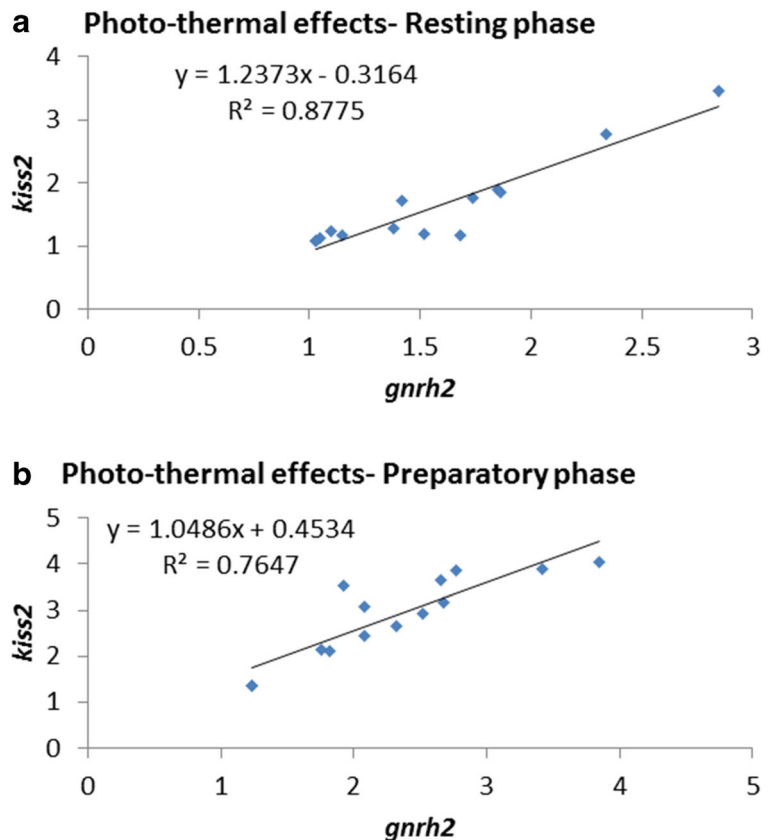 a Photo-thermal effects- Resting phase
y = 1.2373x - 0.3164
R² = 0.8775
4
3
2
1
0
kiss2
0 0.5 1 1.5 2 2.5 3
gnrh2
b Photo-thermal effects- Preparatory phase
y = 1.0486x + 0.4534
R² = 0.7647
5
4
3
2
1
0
kiss2
0 1 2 3 4 5
gnrh2